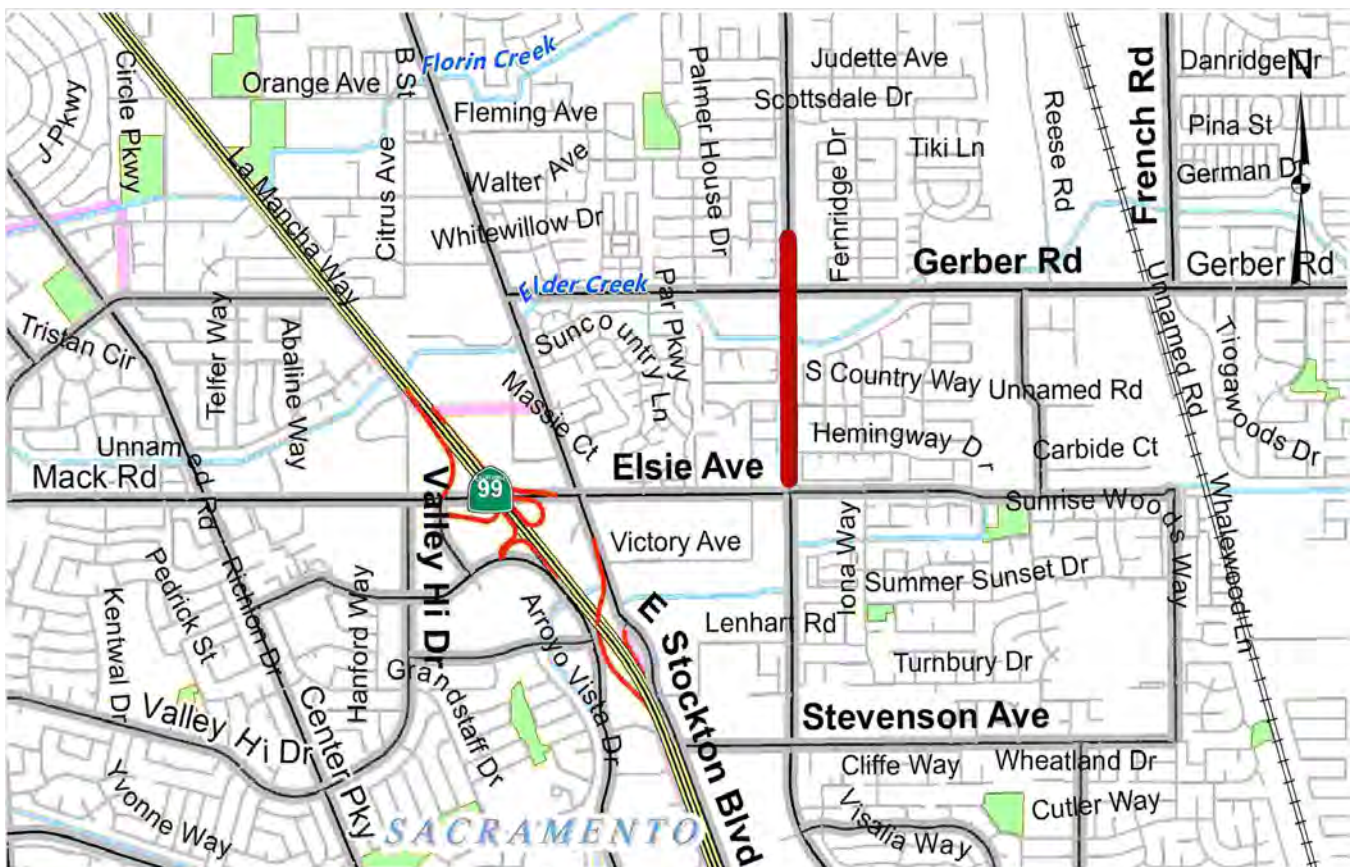 Judette Ave
Danridge Dr
N
Florin Creek
B St
Orange Ave
Circle Pkwy
J Pkwy
Palmer House Dr
Scottsdale Dr
French Rd
Fleming Ave
Reese Rd
Pina St
Fernridge Dr
Tiki Ln
La Mancha Way
Citrus Ave
Walter Ave
German Dr
Whitewillow Dr
Gerber Rd
Gerber Rd
Elder Creek
Par Pkwy
Unnamed Rd
Tristan Cir
Telfer Way
Abaline Way
Suncountry Ln
Tirogawoods Dr
S Country Way
Unnamed Rd
Massie Ct
Hemingway Dr
Carbide Ct
Unnamed Rd
Mack Rd
Elsie Ave
99
Valley Hi Dr
Sunrise Woods Way
Whalewood Ln
Victory Ave
Iona Way
Summer Sunset Dr
Pedrick St
Kentwal Dr
Richion Dr
Hanford Way
Arroyo Vista Dr
E Stockton Blvd
Lenhart Rd
Turnbury Dr
Grandstaff Dr
Valley Hi Dr
Center Pky
Stevenson Ave
Cliffe Way
Wheatland Dr
Yvonne Way
Visalia Way
Cutler Way
SACRAMENTO